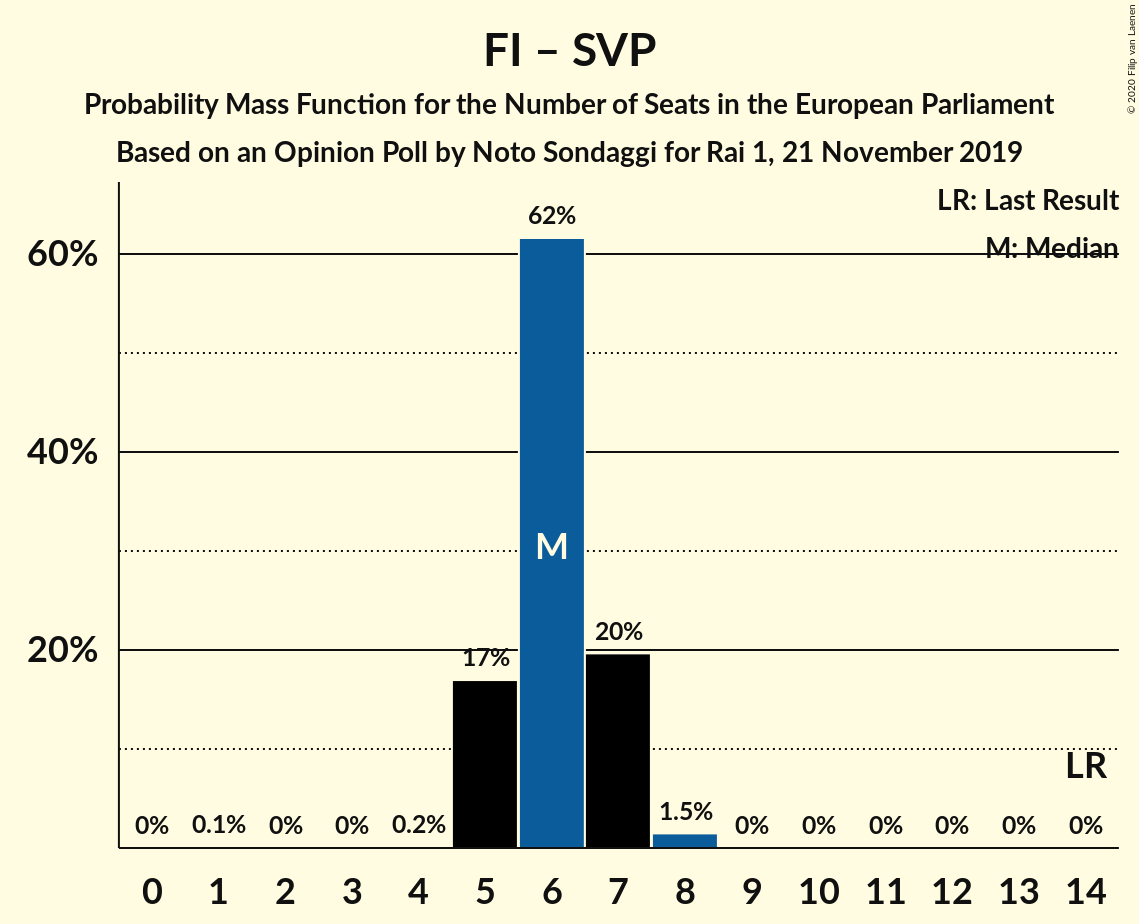 FI – SVP
Probability Mass Function for the Number of Seats in the European Parliament
Based on an Opinion Poll by Noto Sondaggi for Rai 1, 21 November 2019
© 2020 Filip van Laenen
LR: Last Result
M: Median
60%
40%
20%
0%
0.1%
0%
0%
0.2%
17%
62%
M
20%
1.5%
0%
0%
0%
0%
0%
0%
LR
0 1 2 3 4 5 6 7 8 9 10 11 12 13 14